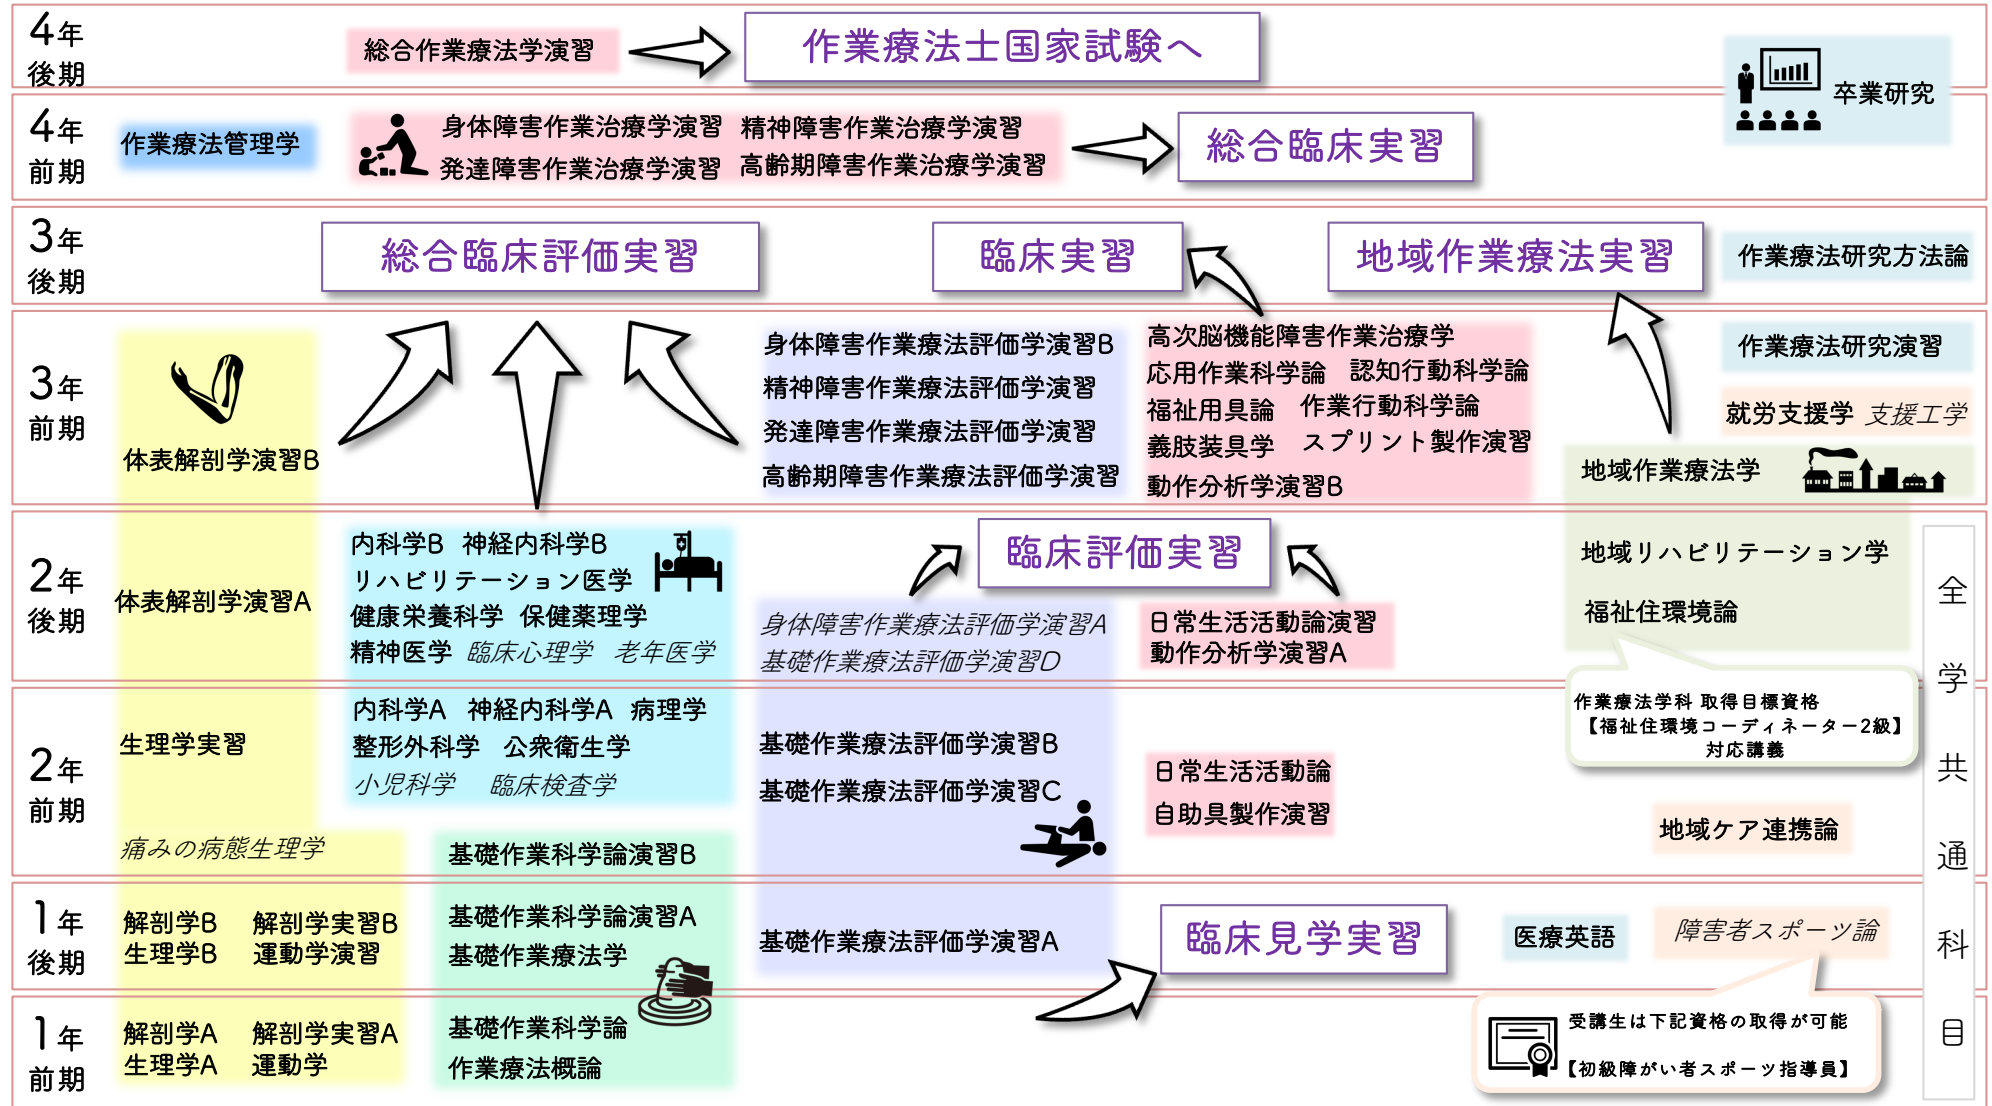 4年
後期
総合作業療法学演習
作業療法士国家試験へ
卒業研究
4年
前期
作業療法管理学
身体障害作業治療学演習 精神障害作業治療学演習
発達障害作業治療学演習 高齢期障害作業治療学演習
総合臨床実習
3年
後期
総合臨床評価実習
臨床実習
地域作業療法実習
作業療法研究方法論
3年
前期
体表解剖学演習B
身体障害作業療法評価学演習B
精神障害作業療法評価学演習
発達障害作業療法評価学演習
高齢期障害作業療法評価学演習
高次脳機能障害作業治療学
応用作業科学論 認知行動科学論
福祉用具論 作業行動科学論
義肢装具学 スプリント製作演習
動作分析学演習B
作業療法研究演習
就労支援学 支援工学
地域作業療法学
2年
後期
体表解剖学演習A
内科学B 神経内科学B
リハビリテーション医学
健康栄養科学 保健薬理学
精神医学 臨床心理学 老年医学
臨床評価実習
身体障害作業療法評価学演習A
基礎作業療法評価学演習D
日常生活活動論演習
動作分析学演習A
地域リハビリテーション学
福祉住環境論
作業療法学科 取得目標資格
【福祉住環境コーディネーター2級】
対応講義
2年
前期
生理学実習
痛みの病態生理学
内科学A 神経内科学A 病理学
整形外科学 公衆衛生学
小児科学 臨床検査学
基礎作業科学論演習B
基礎作業療法評価学演習B
基礎作業療法評価学演習C
日常生活活動論
自助具製作演習
地域ケア連携論
1年
後期
解剖学B 解剖学実習B
生理学B 運動学演習
基礎作業科学論演習A
基礎作業療法学
基礎作業療法評価学演習A
臨床見学実習
医療英語
障害者スポーツ論
1年
前期
解剖学A 解剖学実習A
生理学A 運動学
基礎作業科学論
作業療法概論
受講生は下記資格の取得が可能
【初級障がい者スポーツ指導員】
全学共通科目